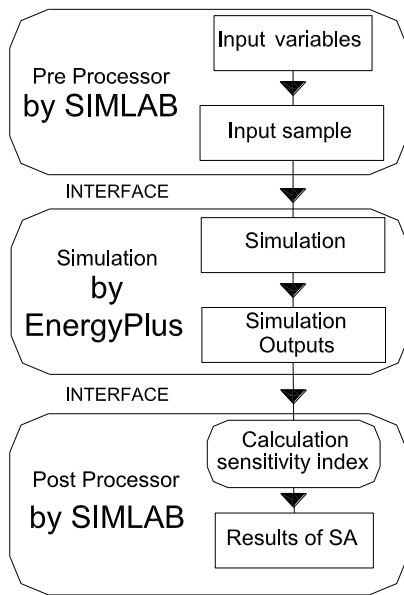 Input variables
Pre Processor
by SIMLAB
Input sample
INTERFACE
Simulation
Simulation
by
EnergyPlus
Simulation
Outputs
INTERFACE
Calculation
sensitivity index
Post Processor
by SIMLAB
Results of SA